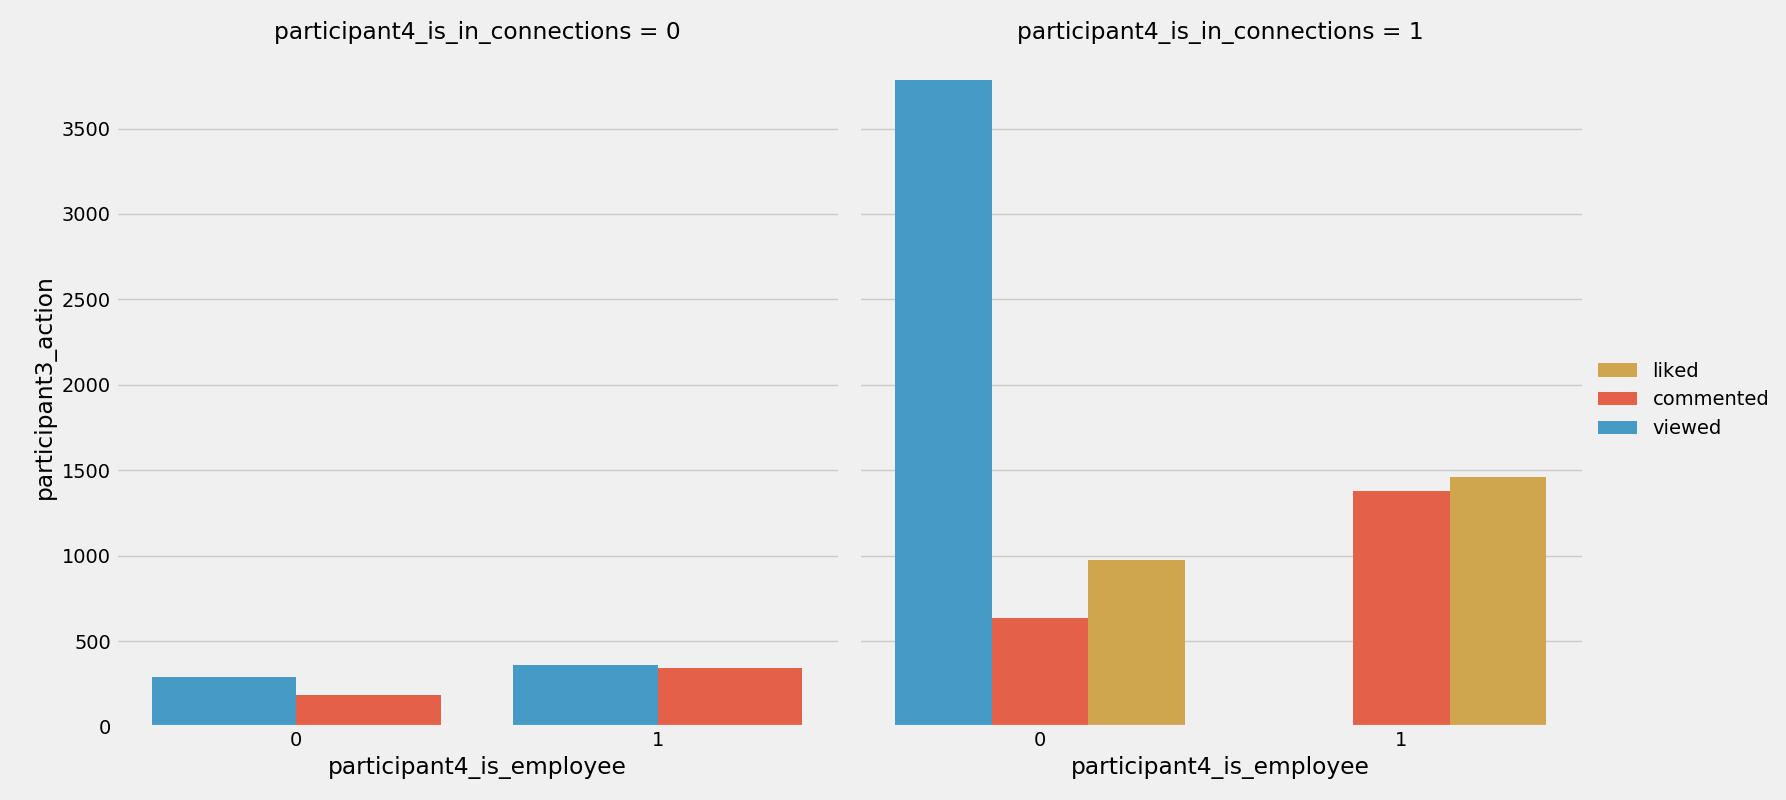 participant4_is_in_connections = 0
participant4_is_in_connections = 1
participant3_action
3500
3000
2500
2000
1500
1000
500
0
0
1
0
1
participant4_is_employee
participant4_is_employee
liked
commented
viewed